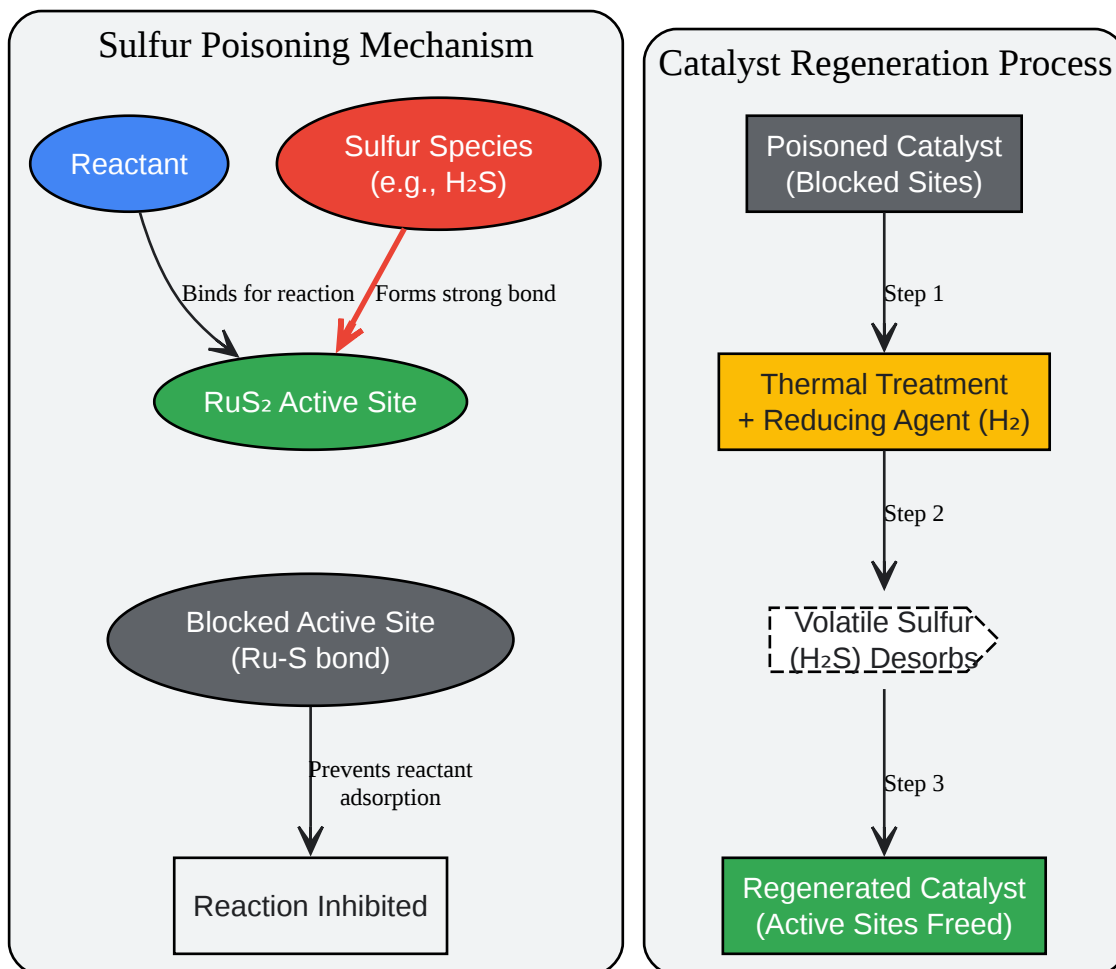 Sulfur Poisoning Mechanism
Reactant
Sulfur Species
(e.g., H₂S)
Binds for reaction
Forms strong bond
RuS₂ Active Site
Blocked Active Site
(Ru-S bond)
Prevents reactant
adsorption
Reaction Inhibited
Catalyst Regeneration Process
Poisoned Catalyst
(Blocked Sites)
Step 1
Thermal Treatment
+ Reducing Agent (H₂)
Step 2
Volatile Sulfur
(H₂S) Desorbs
Step 3
Regenerated Catalyst
(Active Sites Freed)